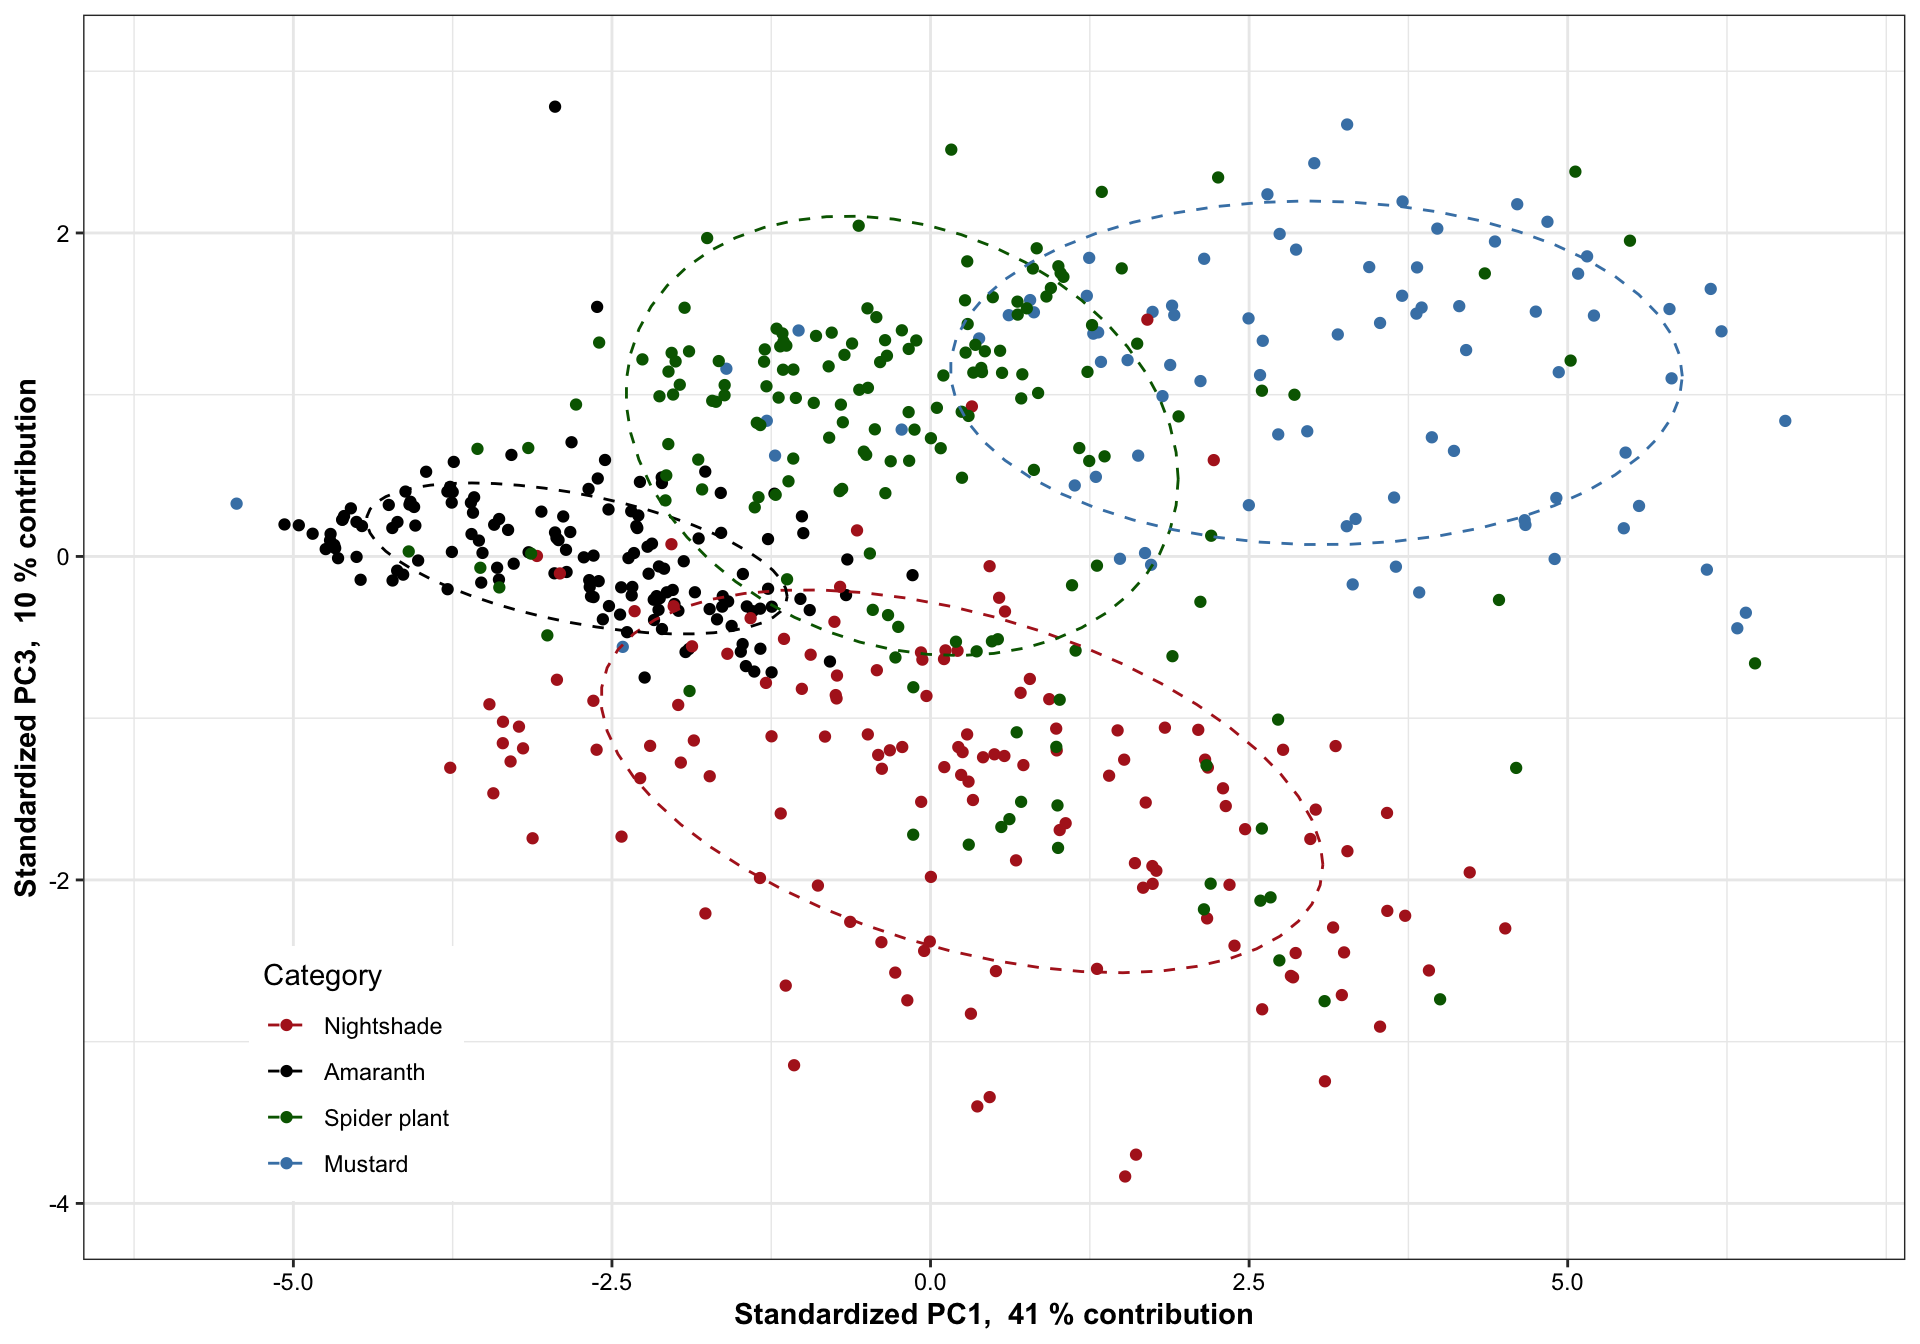 Standardized PC3,  10 % contribution
2
0
-2
-4
Category
Nightshade
Amaranth
Spider plant
Mustard
-5.0 -2.5 0.0 2.5 5.0
Standardized PC1,  41 % contribution